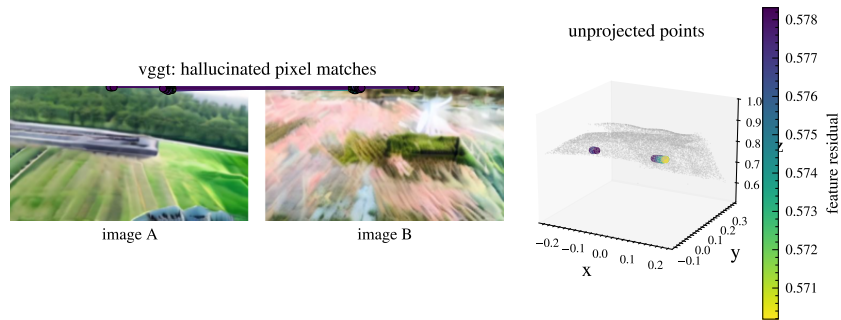 vggt: hallucinated pixel matches
image A
image B
unprojected points
1.0
0.9
0.8
0.7
0.6
z
−0.2
−0.1
0.0
0.1
0.2
x
−0.1
0.0
0.1
0.2
0.3
y
0.578
0.577
0.576
0.575
0.574
0.573
0.572
0.571
feature residual